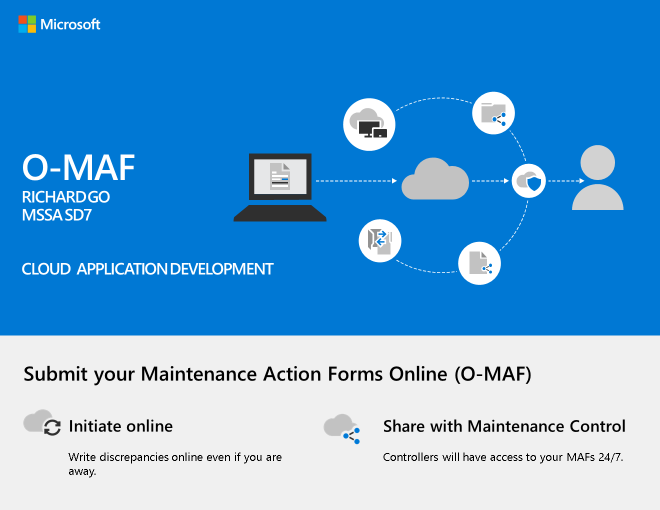 Microsoft
O-MAF
RICHARD GO
MSSA SD7
CLOUD APPLICATION DEVELOPMENT
Submit your Maintenance Action Forms Online (O-MAF)
Initiate online
Write discrepancies online even if you are
away.
Share with Maintenance Control
Controllers will have access to your MAFs 24/7.